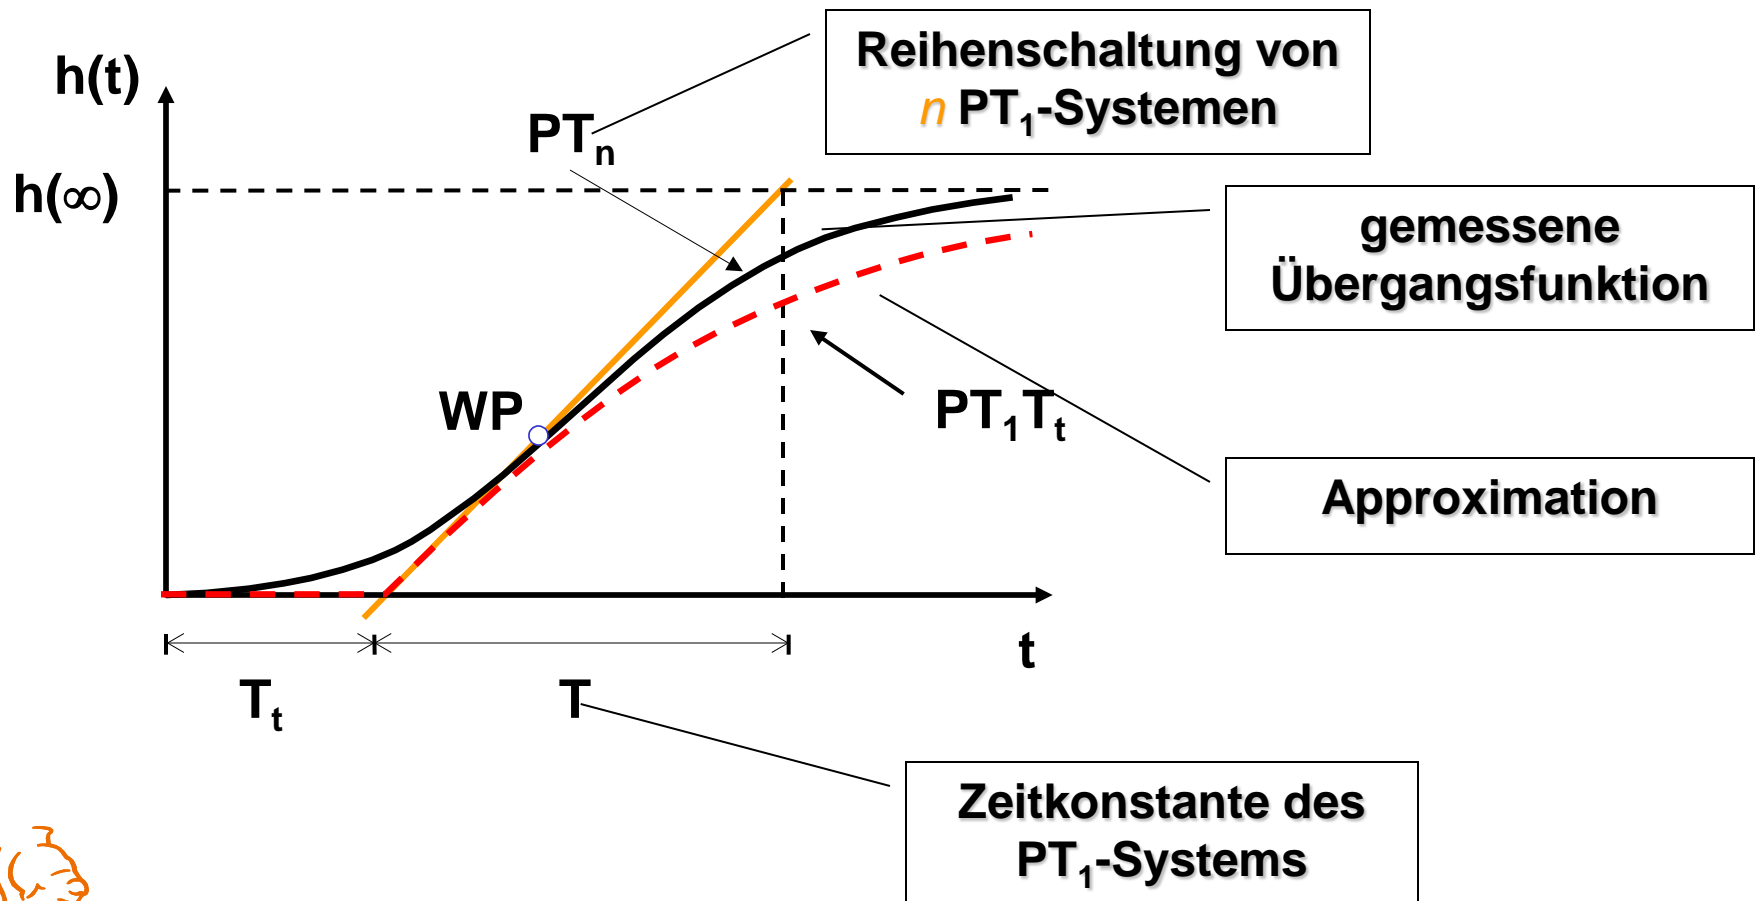 Reihenschaltung von
n PT1-Systemen
h(t)
PTn
h(∞)
gemessene
Übergangsfunktion
WP
PT1Tt
Approximation
t
Tt
T
Zeitkonstante des
PT1-Systems